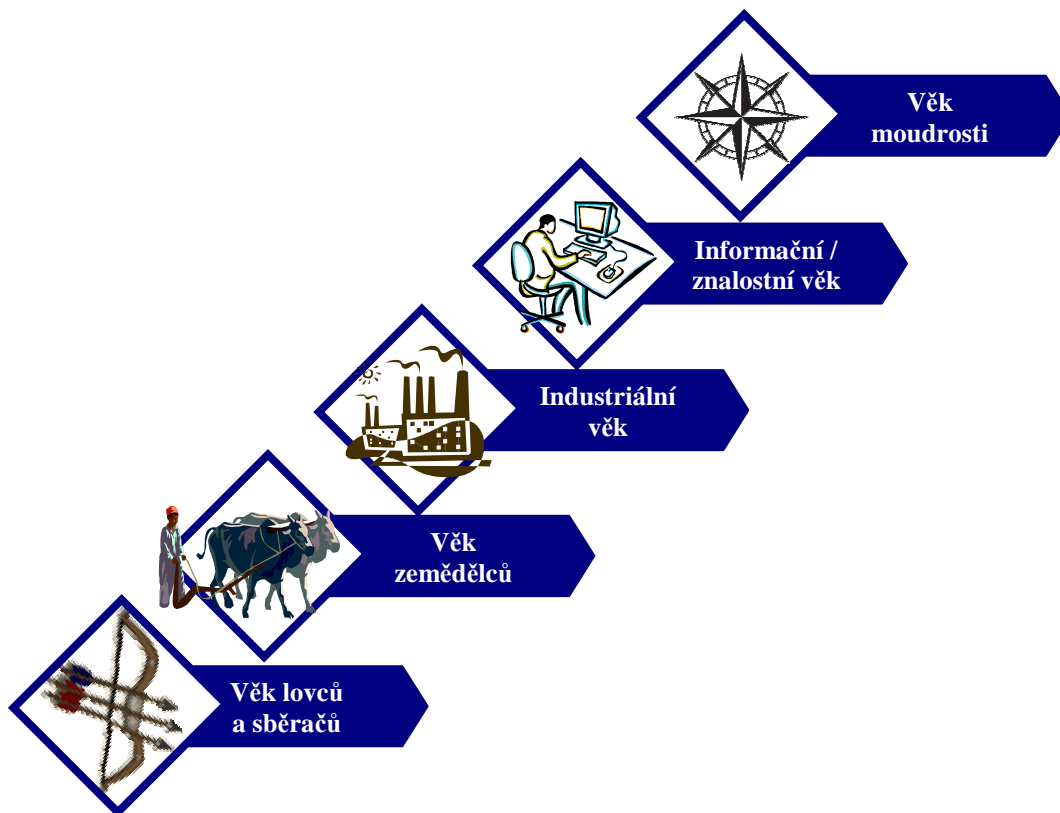 Věk
moudrosti
Informační /
znalostní věk
Industriální
věk
Věk
zemědělců
Věk lovců
a sběračů